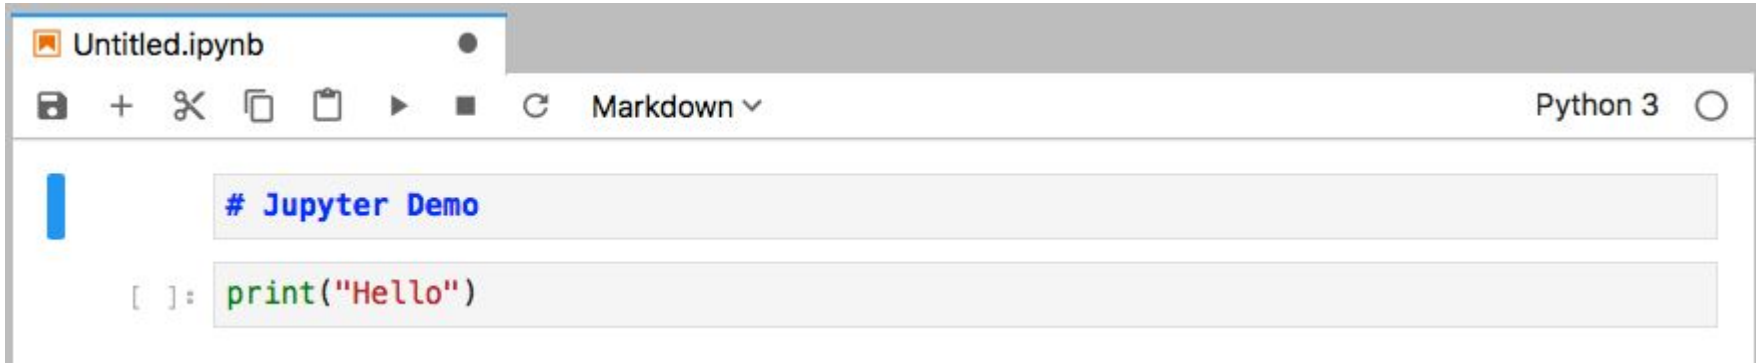 Untitled.ipynb
Markdown Python 3
# Jupyter Demo
[ ]: print("Hello")